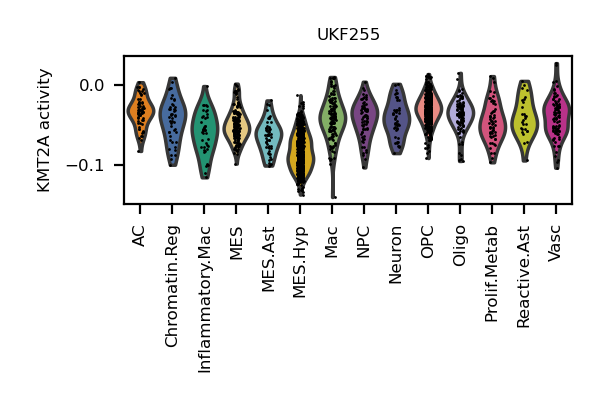 UKF255
KMT2A activity
0.0
−0.1
AC
Chromatin.Reg
Inflammatory.Mac
MES
MES.Ast
MES.Hyp
Mac
NPC
Neuron
OPC
Oligo
Prolif.Metab
Reactive.Ast
Vasc